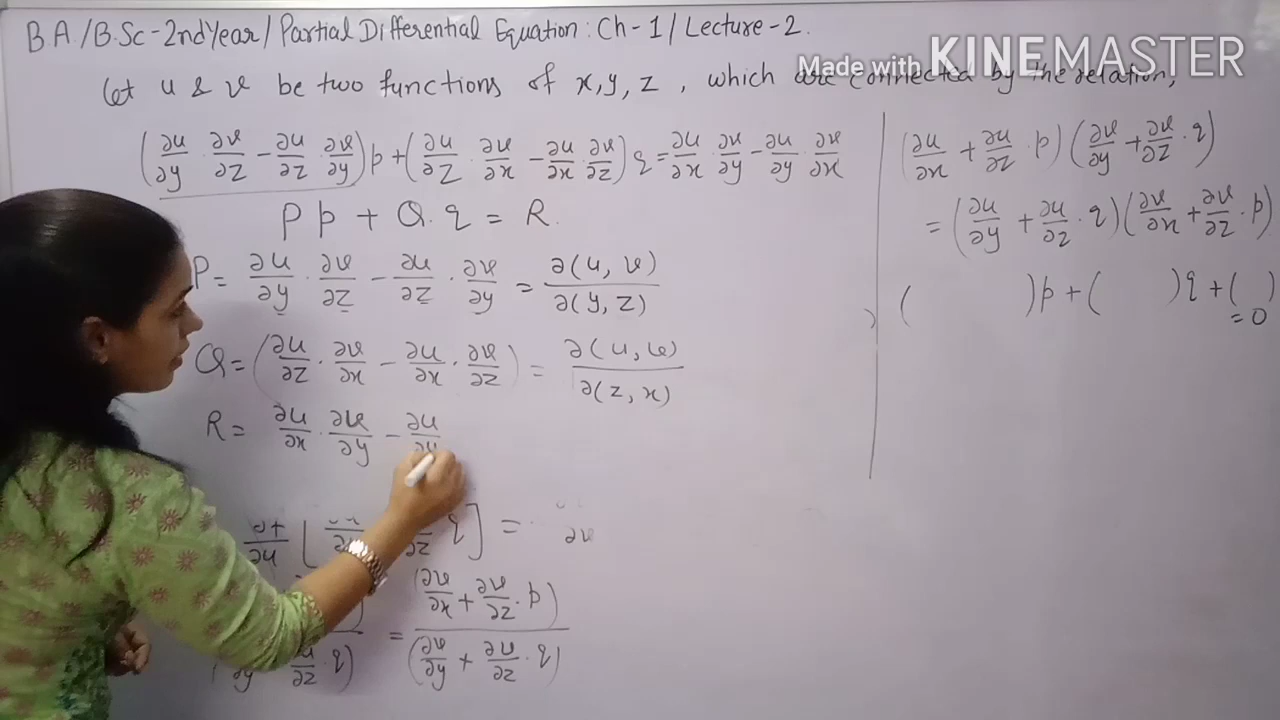 B.A./B.Sc-2nd Year/Partial Differential Equation: Ch-1/Lecture-2.
Made with KINEMASTER
Let u & v be two functions of x, y, z, which are connected by the relation,
(∂u/∂y · ∂v/∂z − ∂u/∂z · ∂v/∂y)p + (∂u/∂z · ∂v/∂x − ∂u/∂x · ∂v/∂z)q = ∂u/∂x · ∂v/∂y − ∂u/∂y · ∂v/∂x
Pp + Q.q = R.
P = ∂u/∂y · ∂v/∂z − ∂u/∂z · ∂v/∂y = ∂(u, v)/∂(y, z)
Q = (∂u/∂z · ∂v/∂x − ∂u/∂x · ∂v/∂z) = ∂(u, v)/∂(z, x)
R = ∂u/∂x · ∂v/∂y − ∂u/∂y
∂f/∂u [ ∂z q] = ∂v
= (∂v/∂x + ∂v/∂z · p)/(∂v/∂y + ∂v/∂z · q)
∂y ∂z · q)
(∂u/∂x + ∂u/∂z · p)(∂v/∂y + ∂v/∂z · q)
= (∂u/∂y + ∂u/∂z · q)(∂v/∂x + ∂v/∂z · p)
( )p + ( )q + ( )
= 0